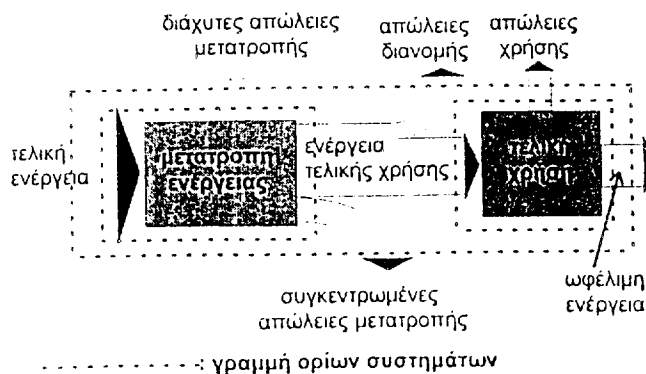 διάχυτες απώλειες
μετατροπής
απώλειες
διανομής
απώλειες
χρήσης
τελική
ενέργεια
μετατροπή
ενέργειας
ενέργεια
τελικής χρήσης
τελική
χρήση
ωφέλιμη
ενέργεια
συγκεντρωμένες
απώλειες μετατροπής
: γραμμή ορίων συστημάτων